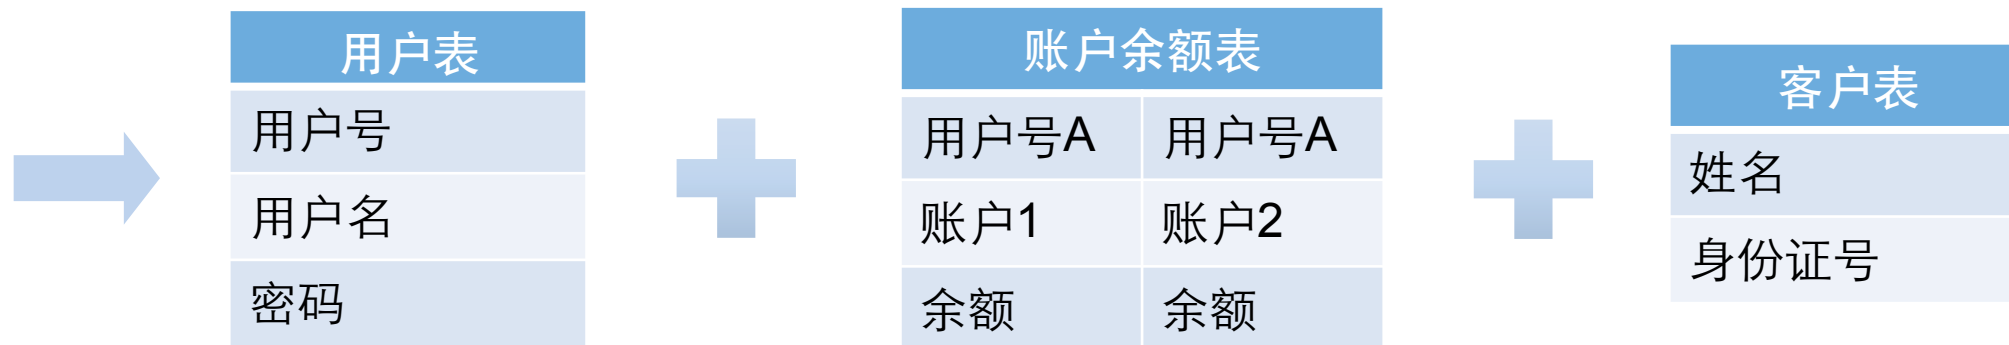 用户表
用户号
用户名
密码
账户余额表
用户号A 用户号A
账户1 账户2
余额 余额
客户表
姓名
身份证号